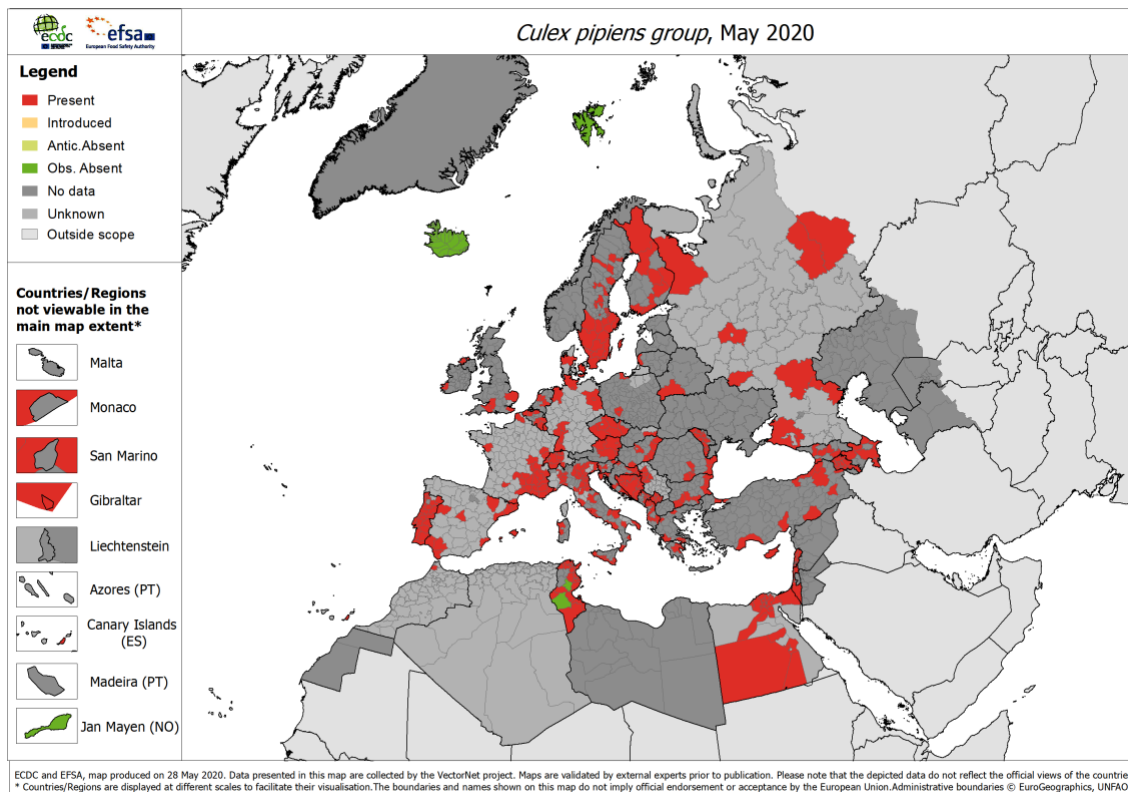 ecdc
efsa
European Food Safety Authority
Culex pipiens group, May 2020
Legend
Present
Introduced
Antic.Absent
Obs. Absent
No data
Unknown
Outside scope
Countries/Regions
not viewable in the
main map extent*
Malta
Monaco
San Marino
Gibraltar
Liechtenstein
Azores (PT)
Canary Islands
(ES)
Madeira (PT)
Jan Mayen (NO)
ECDC and EFSA, map produced on 28 May 2020. Data presented in this map are collected by the VectorNet project. Maps are validated by external experts prior to publication. Please note that the depicted data do not reflect the official views of the countrie
* Countries/Regions are displayed at different scales to facilitate their visualisation.The boundaries and names shown on this map do not imply official endorsement or acceptance by the European Union.Administrative boundaries © EuroGeographics, UNFAO